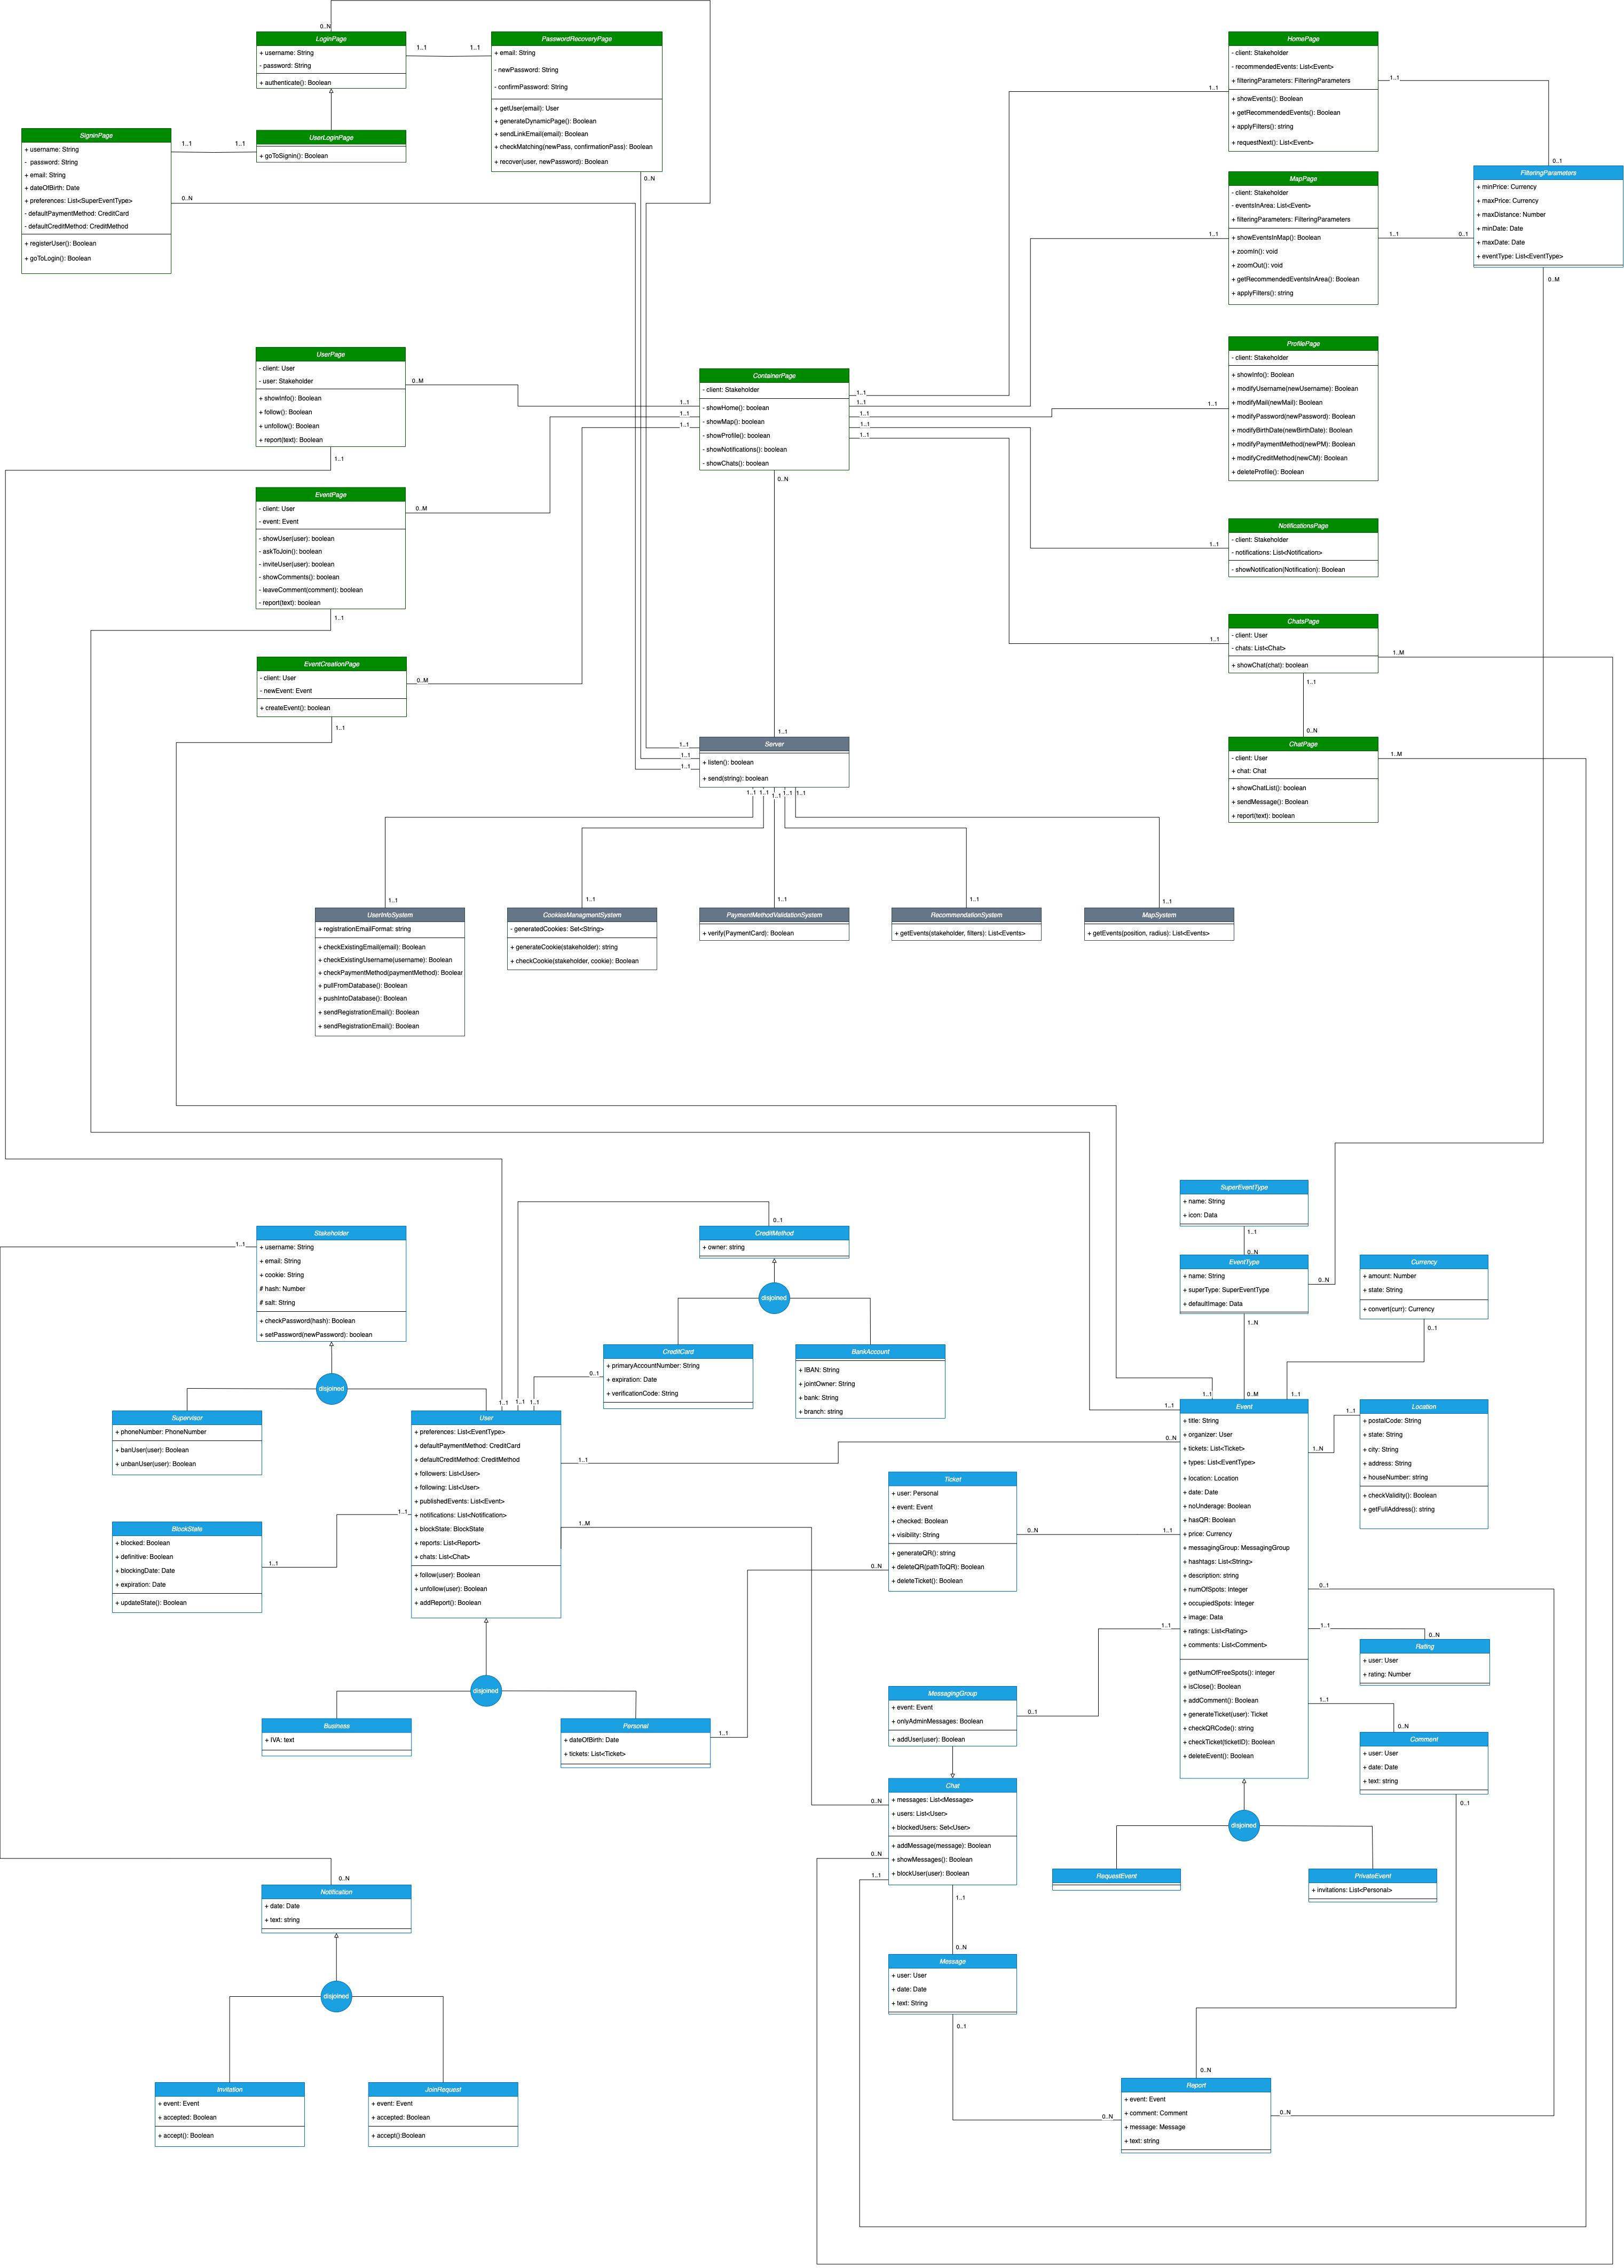 0..N
LoginPage
+ username: String
- password: String
+ authenticate(): Boolean
1..1
1..1
PasswordRecoveryPage
+ email: String
- newPassword: String
- confirmPassword: String
+ getUser(email): User
+ generateDynamicPage(): Boolean
+ sendLinkEmail(email): Boolean
+ checkMatching(newPass, confirmationPass): Boolean
+ recover(user, newPassword): Boolean
0..N
SigninPage
+ username: String
- password: String
+ email: String
+ dateOfBirth: Date
+ preferences: List<SuperEventType>
- defaultPaymentMethod: CreditCard
- defaultCreditMethod: CreditMethod
+ registerUser(): Boolean
+ goToLogin(): Boolean
1..1
1..1
0..N
UserLoginPage
+ goToSignin(): Boolean
HomePage
- client: Stakeholder
- recommendedEvents: List<Event>
+ filteringParameters: FilteringParameters
+ showEvents(): Boolean
+ getRecommendedEvents(): Boolean
+ applyFilters(): string
+ requestNext(): List<Event>
1..1
1..1
0..1
FilteringParameters
+ minPrice: Currency
+ maxPrice: Currency
+ maxDistance: Number
+ minDate: Date
+ maxDate: Date
+ eventType: List<EventType>
0..M
MapPage
- client: Stakeholder
- eventsInArea: List<Event>
+ filteringParameters: FilteringParameters
+ showEventsInMap(): Boolean
+ zoomIn(): void
+ zoomOut(): void
+ getRecommendedEventsInArea(): Boolean
+ applyFilters(): string
1..1
1..1
0..1
UserPage
- client: User
- user: Stakeholder
+ showInfo(): Boolean
+ follow(): Boolean
+ unfollow(): Boolean
+ report(text): Boolean
0..M
1..1
ContainerPage
- client: Stakeholder
- showHome(): boolean
- showMap(): boolean
- showProfile(): boolean
- showNotifications(): boolean
- showChats(): boolean
1..1
1..1
1..1
1..1
1..1
1..1
1..1
1..1
0..N
ProfilePage
- client: Stakeholder
+ showInfo(): Boolean
+ modifyUsername(newUsername): Boolean
+ modifyMail(newMail): Boolean
+ modifyPassword(newPassword): Boolean
+ modifyBirthDate(newBirthDate): Boolean
+ modifyPaymentMethod(newPM): Boolean
+ modifyCreditMethod(newCM): Boolean
+ deleteProfile(): Boolean
1..1
EventPage
- client: User
- event: Event
- showUser(user): boolean
- askToJoin(): boolean
- inviteUser(user): boolean
- showComments(): boolean
- leaveComment(comment): boolean
- report(text): boolean
0..M
1..1
NotificationsPage
- client: Stakeholder
- notifications: List<Notification>
- showNotification(Notification): Boolean
1..1
EventCreationPage
- client: User
- newEvent: Event
+ createEvent(): boolean
0..M
1..1
ChatsPage
- client: User
- chats: List<Chat>
+ showChat(chat): boolean
1..1
1..M
1..1
0..N
ChatPage
- client: User
+ chat: Chat
+ showChatList(): boolean
+ sendMessage(): Boolean
+ report(text): boolean
1..M
1..1
Server
+ listen(): boolean
+ send(string): boolean
1..1
1..1
1..1
1..1
1..1
1..1
1..1
1..1
1..1
1..1
1..1
1..1
1..1
UserInfoSystem
+ registrationEmailFormat: string
+ checkExistingEmail(email): Boolean
+ checkExistingUsername(username): Boolean
+ checkPaymentMethod(paymentMethod): Boolean
+ pullFromDatabase(): Boolean
+ pushIntoDatabase(): Boolean
+ sendRegistrationEmail(): Boolean
+ sendRegistrationEmail(): Boolean
CookiesManagmentSystem
- generatedCookies: Set<String>
+ generateCookie(stakeholder): string
+ checkCookie(stakeholder, cookie): Boolean
PaymentMethodValidationSystem
+ verify(PaymentCard): Boolean
RecommendationSystem
+ getEvents(stakeholder, filters): List<Events>
MapSystem
+ getEvents(position, radius): List<Events>
SuperEventType
+ name: String
+ icon: Data
1..1
0..N
EventType
+ name: String
+ superType: SuperEventType
+ defaultImage: Data
0..N
1..N
0..M
Currency
+ amount: Number
+ state: String
+ convert(curr): Currency
0..1
1..1
1..1
1..1
Stakeholder
+ username: String
+ email: String
+ cookie: String
# hash: Number
# salt: String
+ checkPassword(hash): Boolean
+ setPassword(newPassword): boolean
1..1
disjoined
0..1
CreditMethod
+ owner: string
disjoined
CreditCard
+ primaryAccountNumber: String
+ expiration: Date
+ verificationCode: String
0..1
BankAccount
+ IBAN: String
+ jointOwner: String
+ bank: String
+ branch: string
Supervisor
+ phoneNumber: PhoneNumber
+ banUser(user): Boolean
+ unbanUser(user): Boolean
1..1
1..1
1..1
User
+ preferences: List<EventType>
+ defaultPaymentMethod: CreditCard
+ defaultCreditMethod: CreditMethod
+ followers: List<User>
+ following: List<User>
+ publishedEvents: List<Event>
+ notifications: List<Notification>
+ blockState: BlockState
+ reports: List<Report>
+ chats: List<Chat>
+ follow(user): Boolean
+ unfollow(user): Boolean
+ addReport(): Boolean
1..1
1..M
1..1
BlockState
+ blocked: Boolean
+ definitive: Boolean
+ blockingDate: Date
+ expiration: Date
+ updateState(): Boolean
1..1
disjoined
Business
+ IVA: text
Personal
+ dateOfBirth: Date
+ tickets: List<Ticket>
1..1
Ticket
+ user: Personal
+ event: Event
+ checked: Boolean
+ visibility: String
+ generateQR(): string
+ deleteQR(pathToQR): Boolean
+ deleteTicket(): Boolean
0..N
0..N
1..1
0..N
Event
+ title: String
+ organizer: User
+ tickets: List<Ticket>
+ types: List<EventType>
+ location: Location
+ date: Date
+ noUnderage: Boolean
+ hasQR: Boolean
+ price: Currency
+ messagingGroup: MessagingGroup
+ hashtags: List<String>
+ description: string
+ numOfSpots: Integer
+ occupiedSpots: Integer
+ image: Data
+ ratings: List<Rating>
+ comments: List<Comment>
+ getNumOfFreeSpots(): integer
+ isClose(): Boolean
+ addComment(): Boolean
+ generateTicket(user): Ticket
+ checkQRCode(): string
+ checkTicket(ticketID): Boolean
+ deleteEvent(): Boolean
1..N
1..1
Location
+ postalCode: String
+ state: String
+ city: String
+ address: String
+ houseNumber: string
+ checkValidity(): Boolean
+ getFullAddress(): string
0..1
1..1
0..N
Rating
+ user: User
+ rating: Number
1..1
0..N
Comment
+ user: User
+ date: Date
+ text: string
0..1
1..1
MessagingGroup
+ event: Event
+ onlyAdminMessages: Boolean
+ addUser(user): Boolean
0..1
Chat
+ messages: List<Message>
+ users: List<User>
+ blockedUsers: Set<User>
+ addMessage(message): Boolean
+ showMessages(): Boolean
+ blockUser(user): Boolean
0..N
0..N
1..1
1..1
disjoined
RequestEvent
PrivateEvent
+ invitations: List<Personal>
0..N
Notification
+ date: Date
+ text: string
disjoined
0..N
Message
+ user: User
+ date: Date
+ text: String
0..1
Invitation
+ event: Event
+ accepted: Boolean
+ accept(): Boolean
JoinRequest
+ event: Event
+ accepted: Boolean
+ accept():Boolean
0..N
Report
+ event: Event
+ comment: Comment
+ message: Message
+ text: string
0..N
0..N